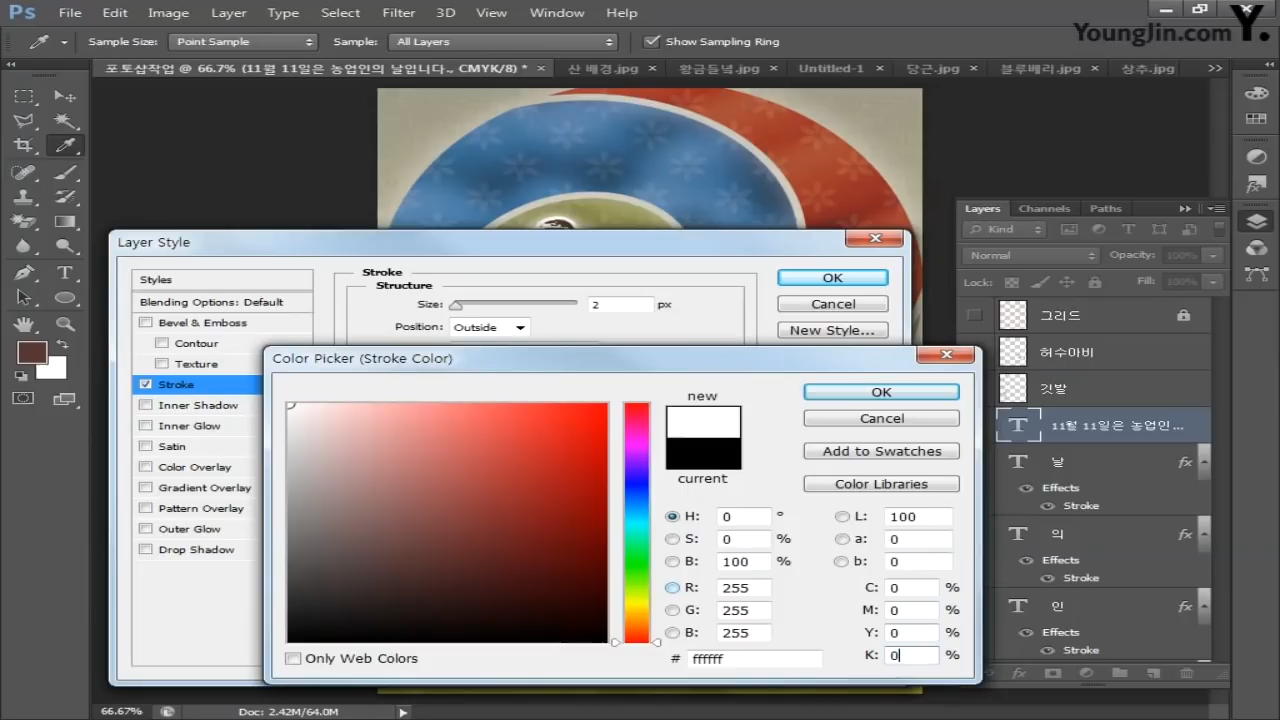 Ps File Edit Image Layer Type Select Filter 3D View Window Help
Sample Size: Point Sample Sample: All Layers Show Sampling Ring
YoungJin.com Y.
포토샵작업 @ 66.7% (11월 11일은 농업인의 날입니다., CMYK/8) * × 산 배경.jpg × 황금들녘.jpg × Untitled-1 × 당근.jpg × 블루베리.jpg × 상추.jpg
Layers Channels Paths
Kind
Normal Opacity: 100%
Lock: Fill: 100%
그리드
허수아비
깃발
11월 11일은 농업인...
날 fx
Effects
Stroke
의 fx
Effects
Stroke
인 fx
Effects
Stroke
Layer Style
Styles
Blending Options: Default
Bevel & Emboss
Contour
Texture
Stroke
Inner Shadow
Inner Glow
Satin
Color Overlay
Gradient Overlay
Pattern Overlay
Outer Glow
Drop Shadow
Stroke
Structure
Size: 2 px
Position: Outside
OK
Cancel
New Style...
Color Picker (Stroke Color)
new
current
OK
Cancel
Add to Swatches
Color Libraries
H: 0 ° L: 100
S: 0 % a: 0
B: 100 % b: 0
R: 255 C: 0 %
G: 255 M: 0 %
B: 255 Y: 0 %
# ffffff K: 0 %
Only Web Colors
66.67% Doc: 2.42M/64.0M